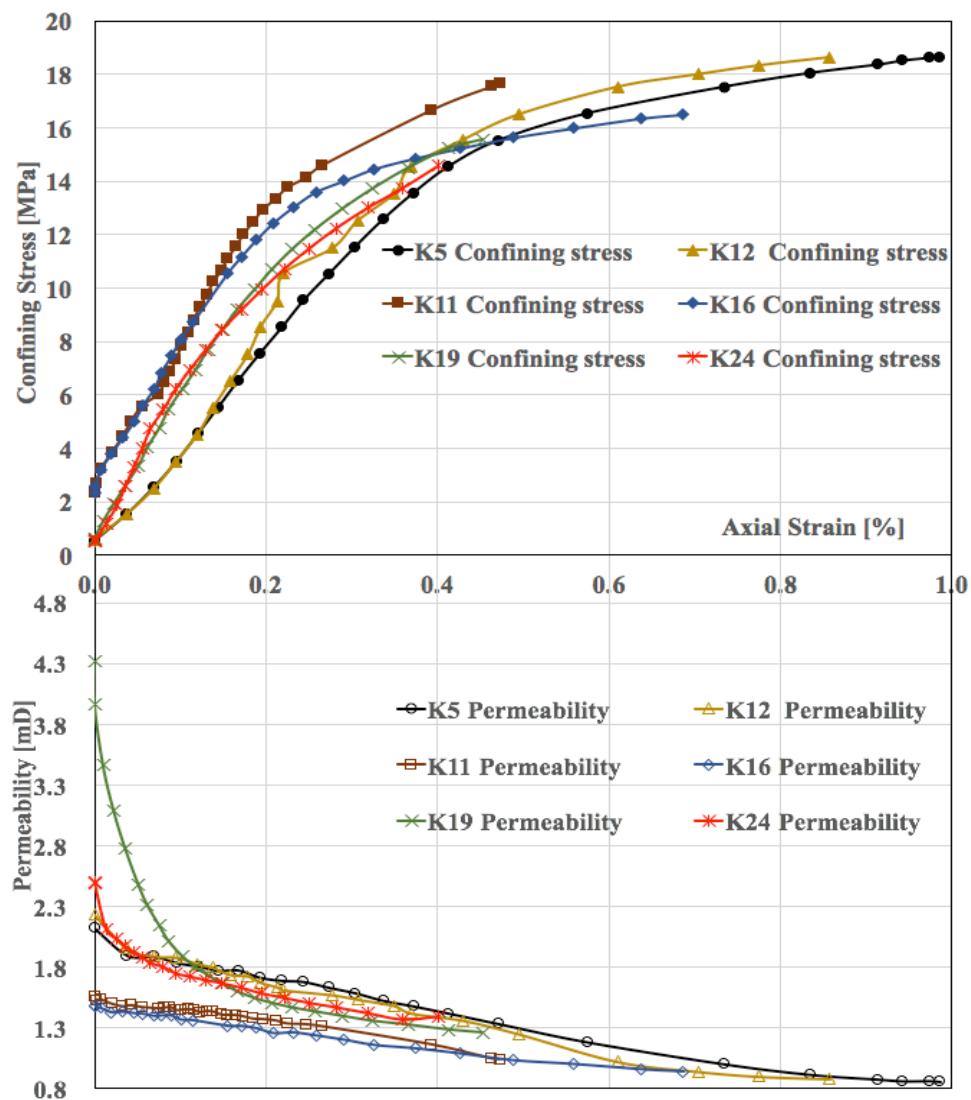 20
18
16
14
12
10
8
6
4
2
0
Confining Stress [MPa]
K5 Confining stress
K12 Confining stress
K11 Confining stress
K16 Confining stress
K19 Confining stress
K24 Confining stress
Axial Strain [%]
0.0 0.2 0.4 0.6 0.8 1.0
4.8
4.3
3.8
3.3
2.8
2.3
1.8
1.3
0.8
Permeability [mD]
K5 Permeability
K12 Permeability
K11 Permeability
K16 Permeability
K19 Permeability
K24 Permeability